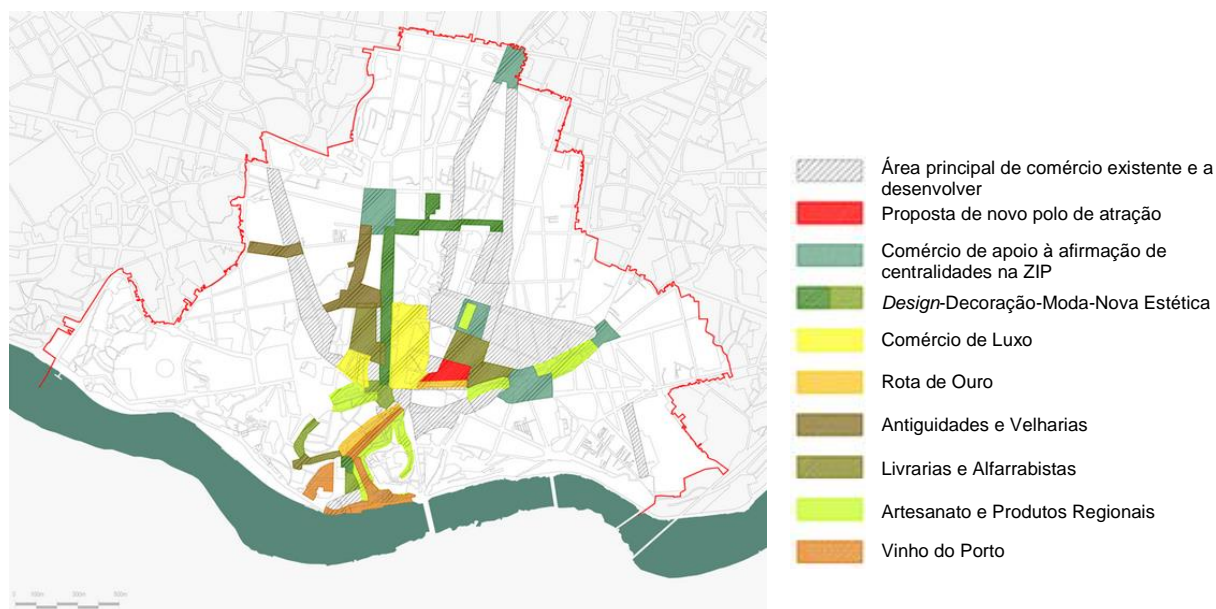 Área principal de comércio existente e a
desenvolver
Proposta de novo polo de atração
Comércio de apoio à afirmação de
centralidades na ZIP
Design-Decoração-Moda-Nova Estética
Comércio de Luxo
Rota de Ouro
Antiguidades e Velharias
Livrarias e Alfarrabistas
Artesanato e Produtos Regionais
Vinho do Porto